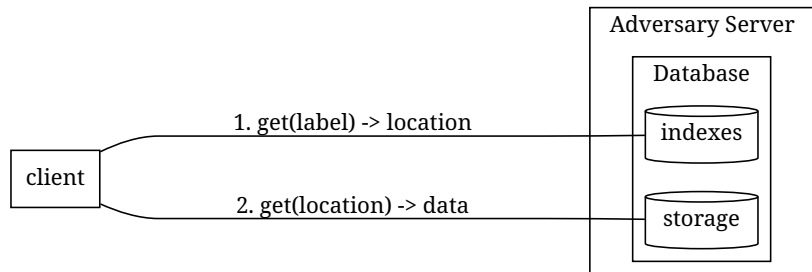 Adversary Server
Database
1. get(label) -> location
indexes
client
2. get(location) -> data
storage